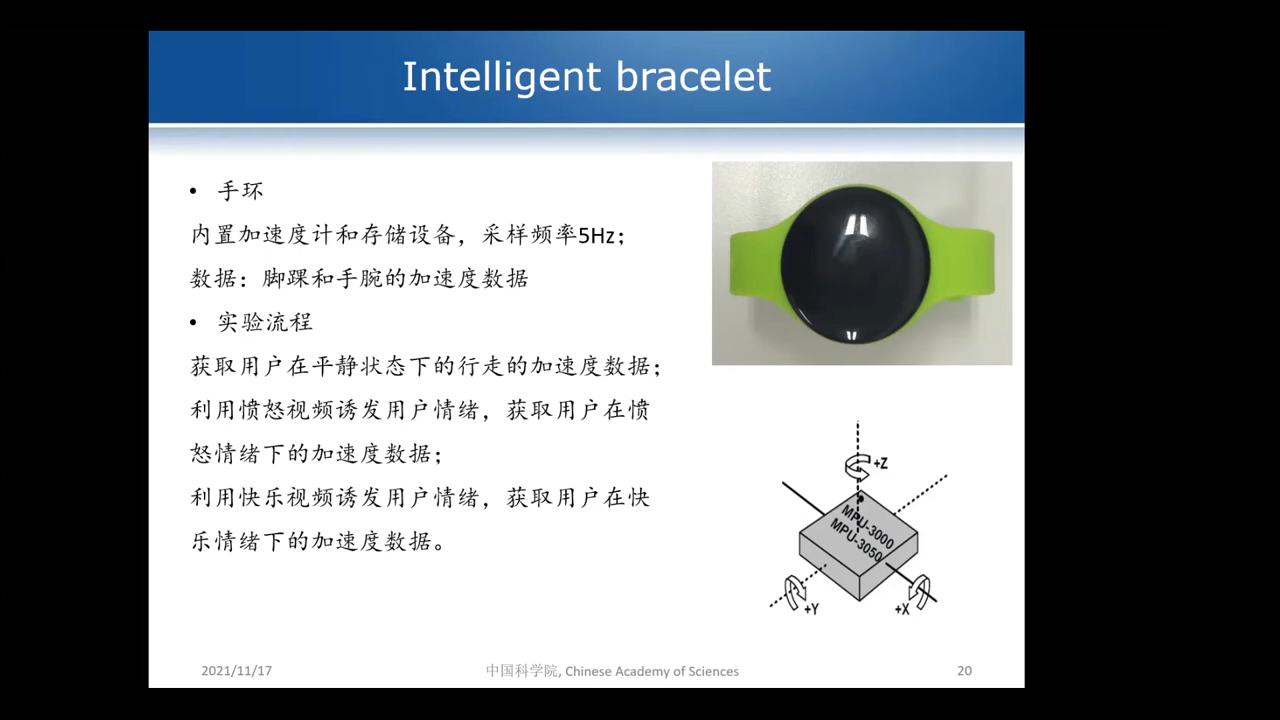 Intelligent bracelet
• 手环
内置加速度计和存储设备，采样频率5Hz；
数据：脚踝和手腕的加速度数据
• 实验流程
获取用户在平静状态下的行走的加速度数据；
利用愤怒视频诱发用户情绪，获取用户在愤
怒情绪下的加速度数据；
利用快乐视频诱发用户情绪，获取用户在快
乐情绪下的加速度数据。
+Z
MPU-3000
MPU-3050
+Y
+X
2021/11/17
中国科学院, Chinese Academy of Sciences
20